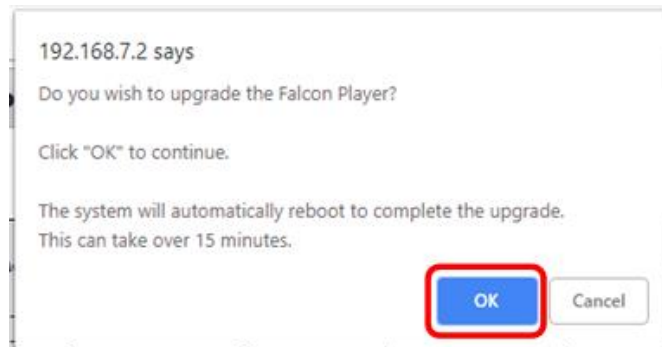 192.168.7.2 says
Do you wish to upgrade the Falcon Player?
Click "OK" to continue.
The system will automatically reboot to complete the upgrade.
This can take over 15 minutes.
OK
Cancel